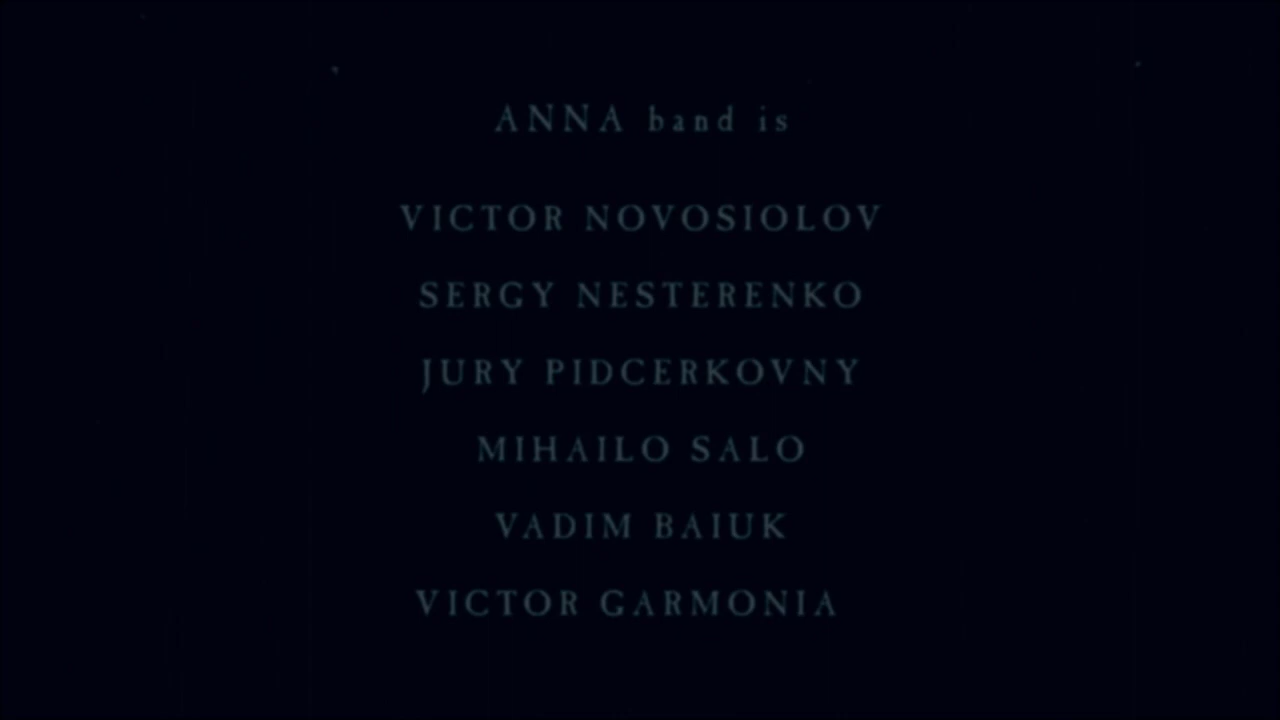 ANNA band is
VICTOR NOVOSIOLOV
SERGY NESTERENKO
JURY PIDCERKOVNY
MIHAILO SALO
VADIM BAIUK
VICTOR GARMONIA